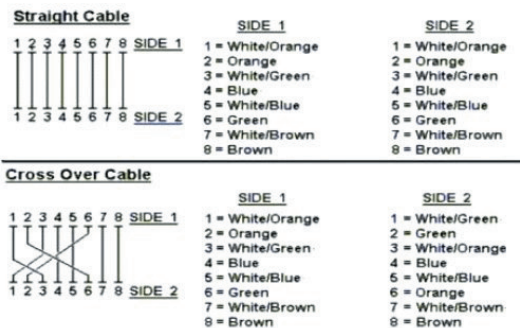 Straight Cable
1 2 3 4 5 6 7 8 SIDE 1
1 2 3 4 5 6 7 8 SIDE 2
SIDE 1
1 = White/Orange
2 = Orange
3 = White/Green
4 = Blue
5 = White/Blue
6 = Green
7 = White/Brown
8 = Brown
SIDE 2
1 = White/Orange
2 = Orange
3 = White/Green
4 = Blue
5 = White/Blue
6 = Green
7 = White/Brown
8 = Brown
Cross Over Cable
1 2 3 4 5 6 7 8 SIDE 1
1 2 3 4 5 6 7 8 SIDE 2
SIDE 1
1 = White/Orange
2 = Orange
3 = White/Green
4 = Blue
5 = White/Blue
6 = Green
7 = White/Brown
8 = Brown
SIDE 2
1 = White/Green
2 = Green
3 = White/Orange
4 = Blue
5 = White/Blue
6 = Orange
7 = White/Brown
8 = Brown